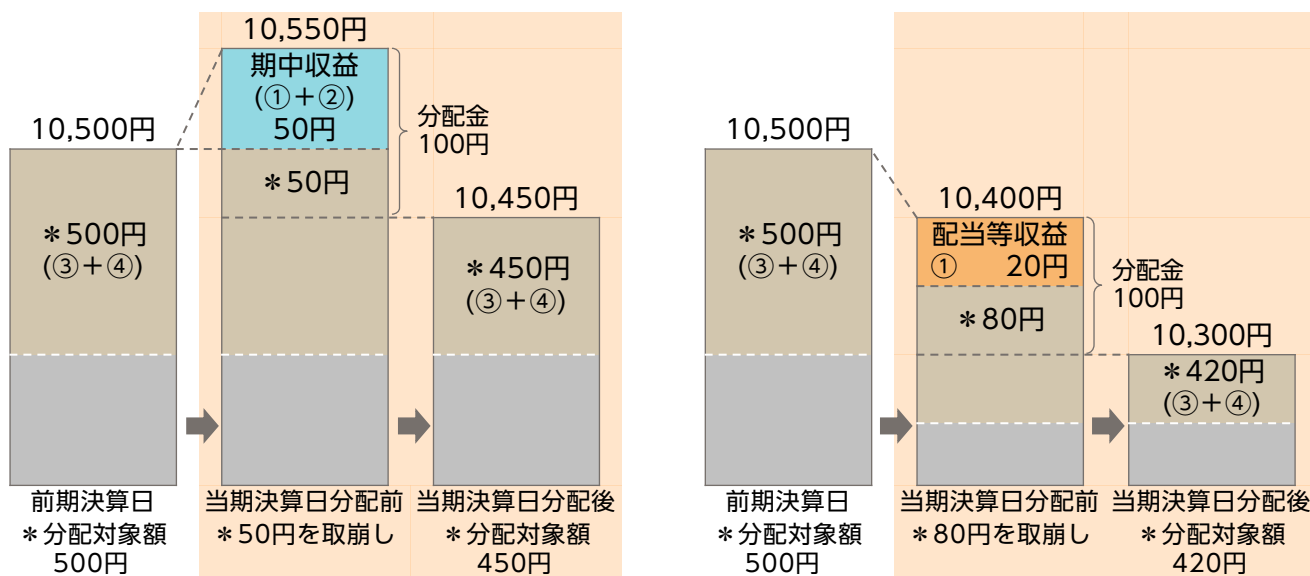 10,550円
期中収益
(①+②)
50円
分配金
100円
10,500円
＊50円
10,450円
＊500円
(③+④)
＊450円
(③+④)
前期決算日
＊分配対象額
500円
当期決算日分配前
＊50円を取崩し
当期決算日分配後
＊分配対象額
450円
10,500円
10,400円
配当等収益
① 20円
分配金
100円
＊500円
(③+④)
＊80円
10,300円
＊420円
(③+④)
前期決算日
＊分配対象額
500円
当期決算日分配前
＊80円を取崩し
当期決算日分配後
＊分配対象額
420円